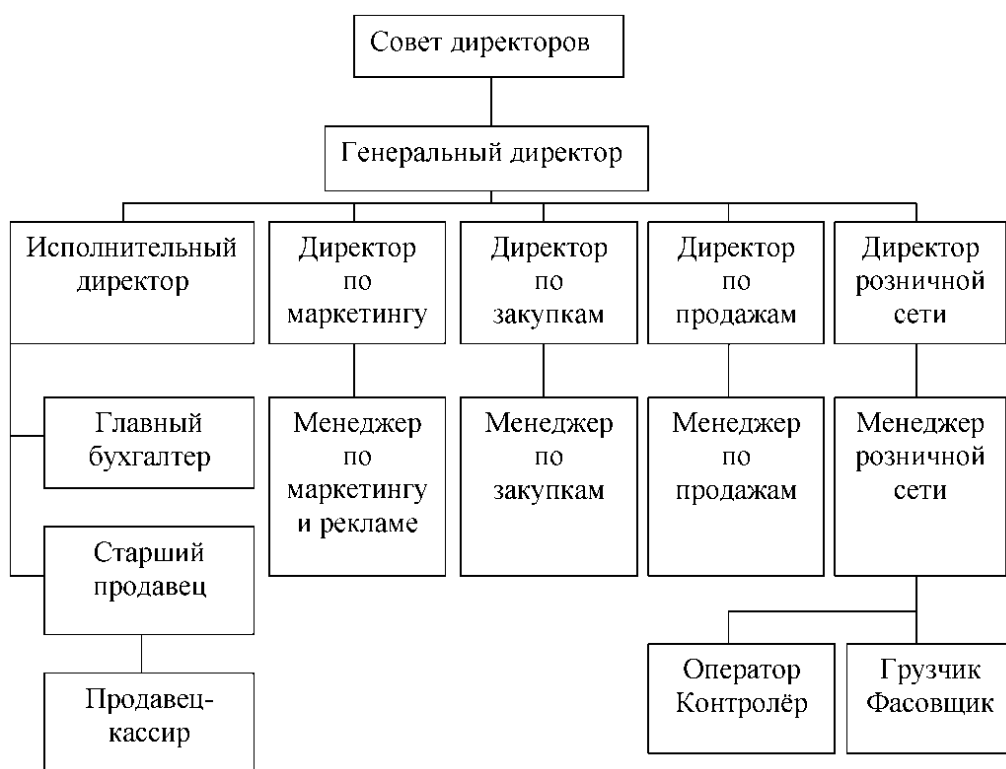 Совет директоров
Генеральный директор
Исполнительный
директор
Директор
по
маркетингу
Директор
по
закупкам
Директор
по
продажам
Директор
розничной
сети
Главный
бухгалтер
Менеджер
по
маркетингу
и рекламе
Менеджер
по
закупкам
Менеджер
по
продажам
Менеджер
розничной
сети
Старший
продавец
Продавец-
кассир
Оператор
Контролёр
Грузчик
Фасовщик